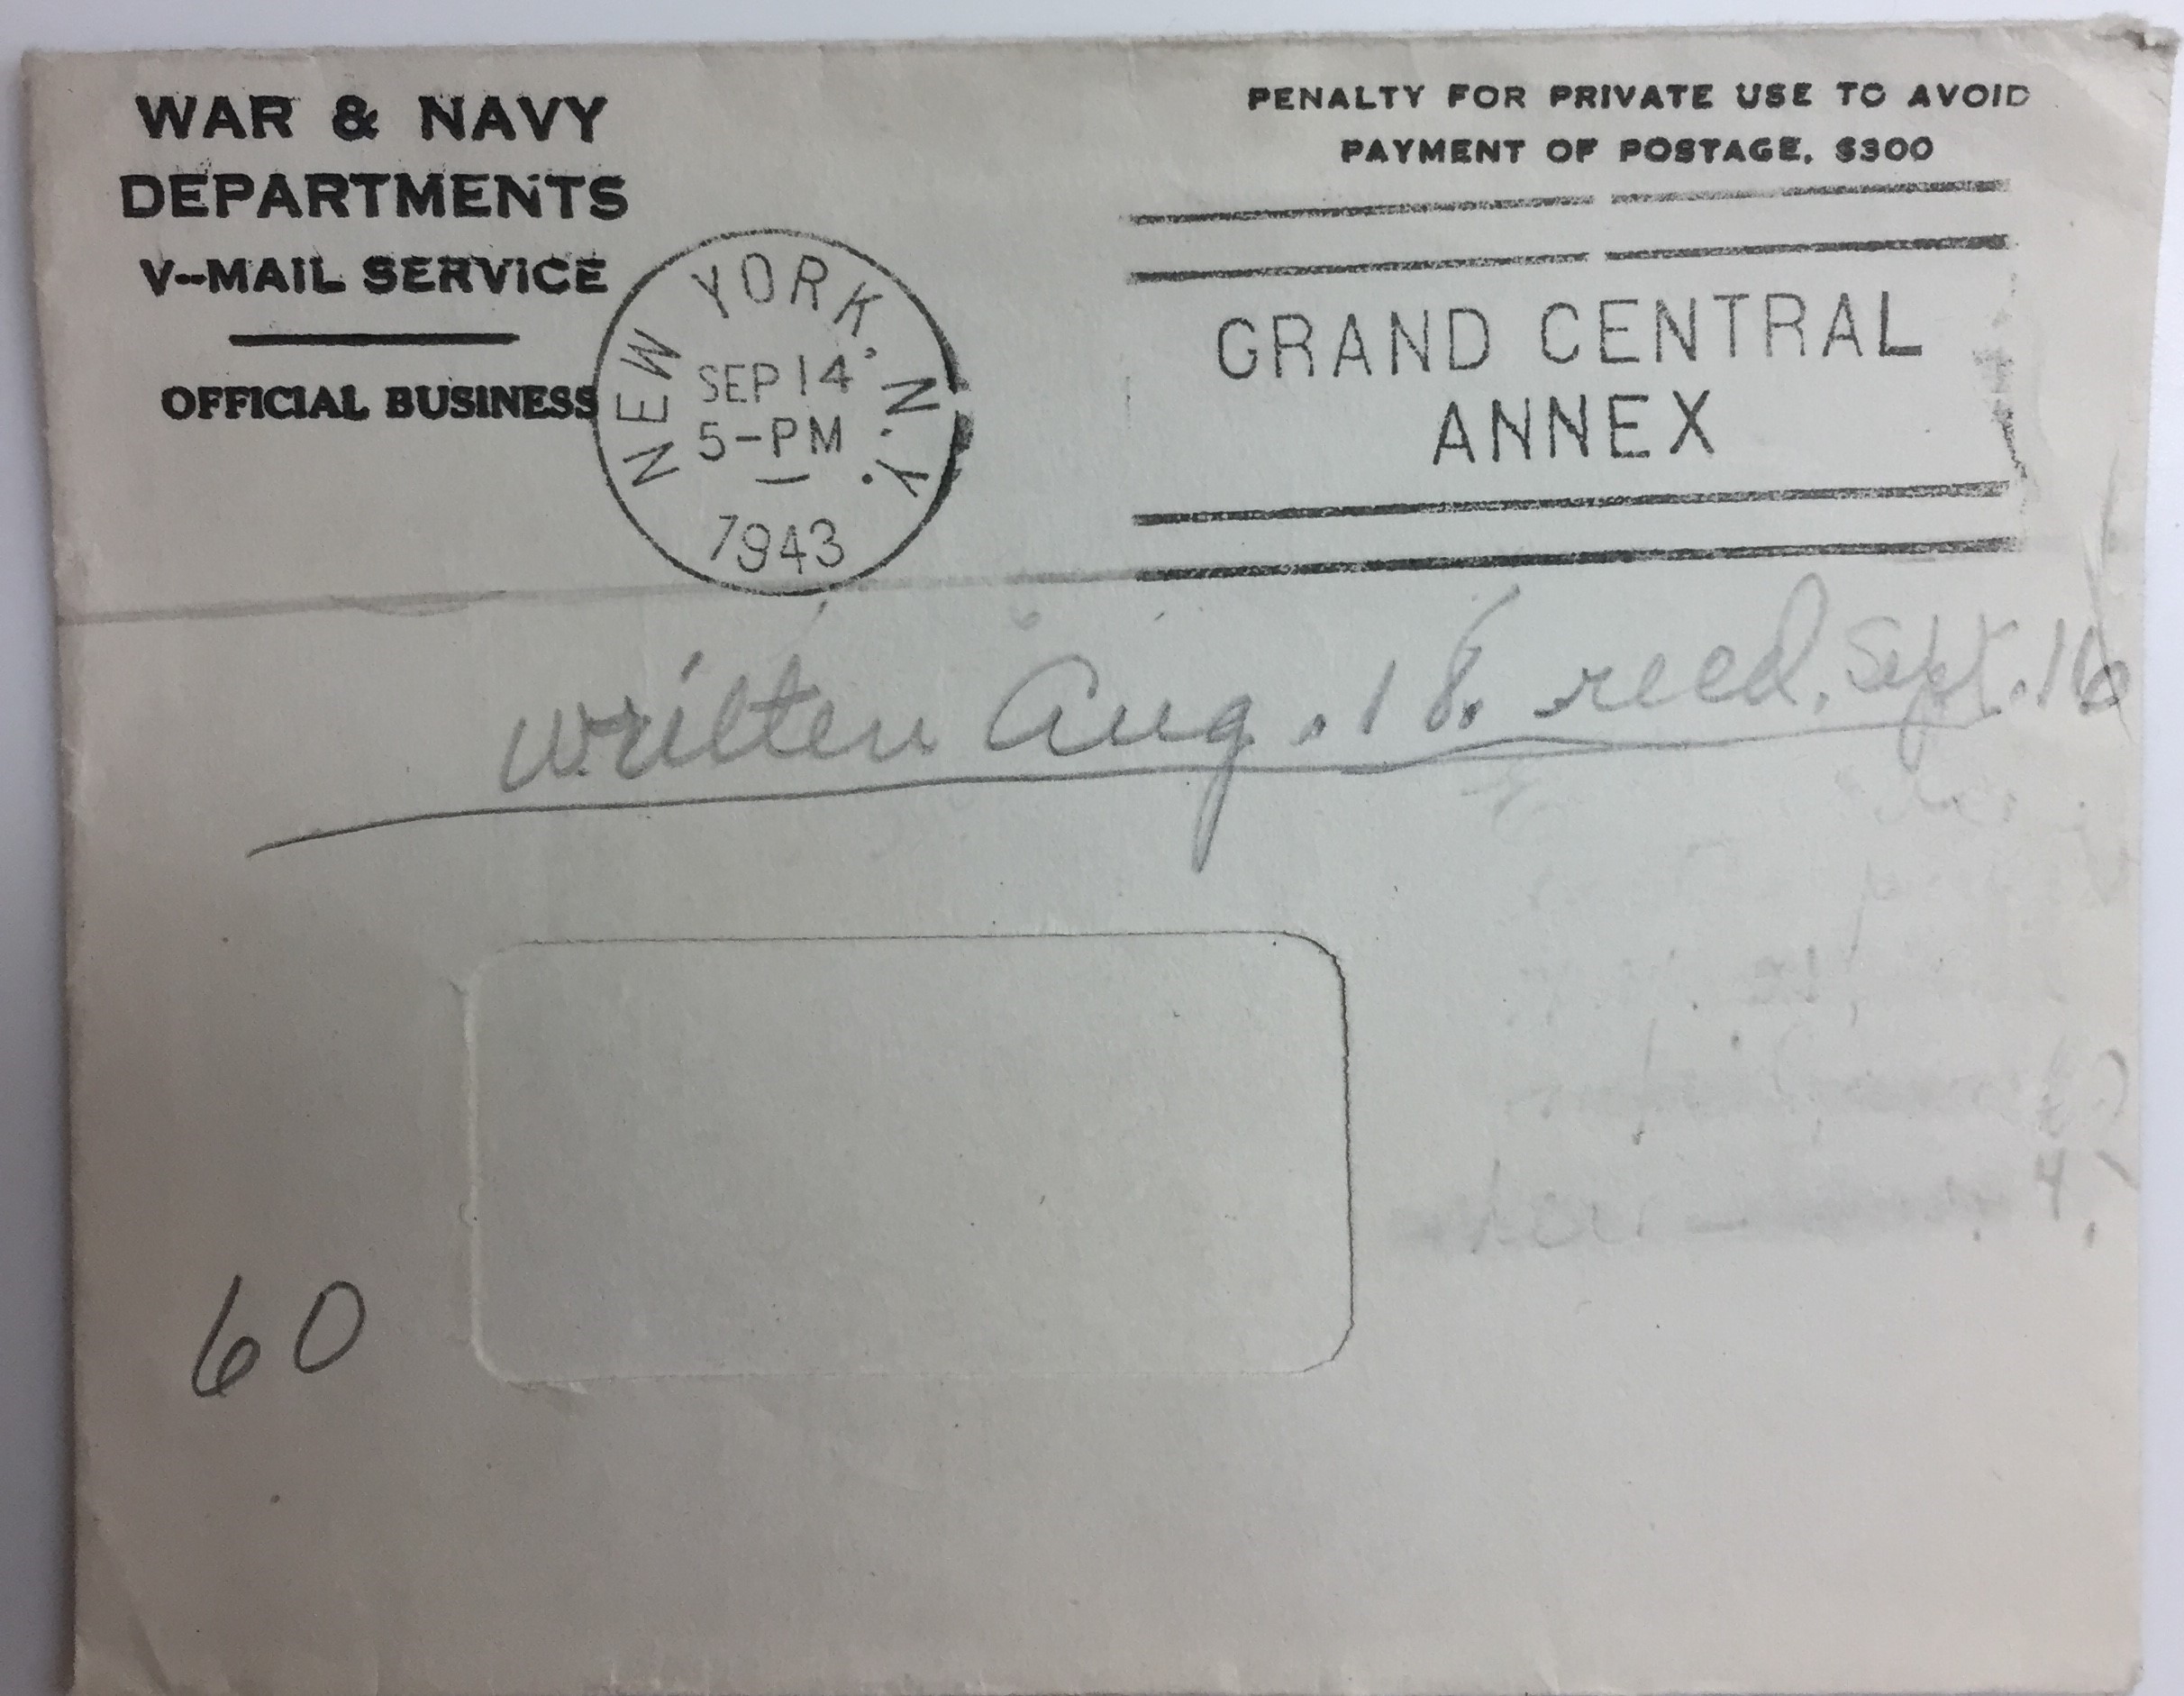 WAR & NAVY
DEPARTMENTS
V--MAIL SERVICE
OFFICIAL BUSINESS
PENALTY FOR PRIVATE USE TO AVOID
PAYMENT OF POSTAGE, $300
NEW YORK, N.Y.
SEP 14
5-PM
1943
GRAND CENTRAL
ANNEX
written Aug. 18. recd. Sept. 16
60